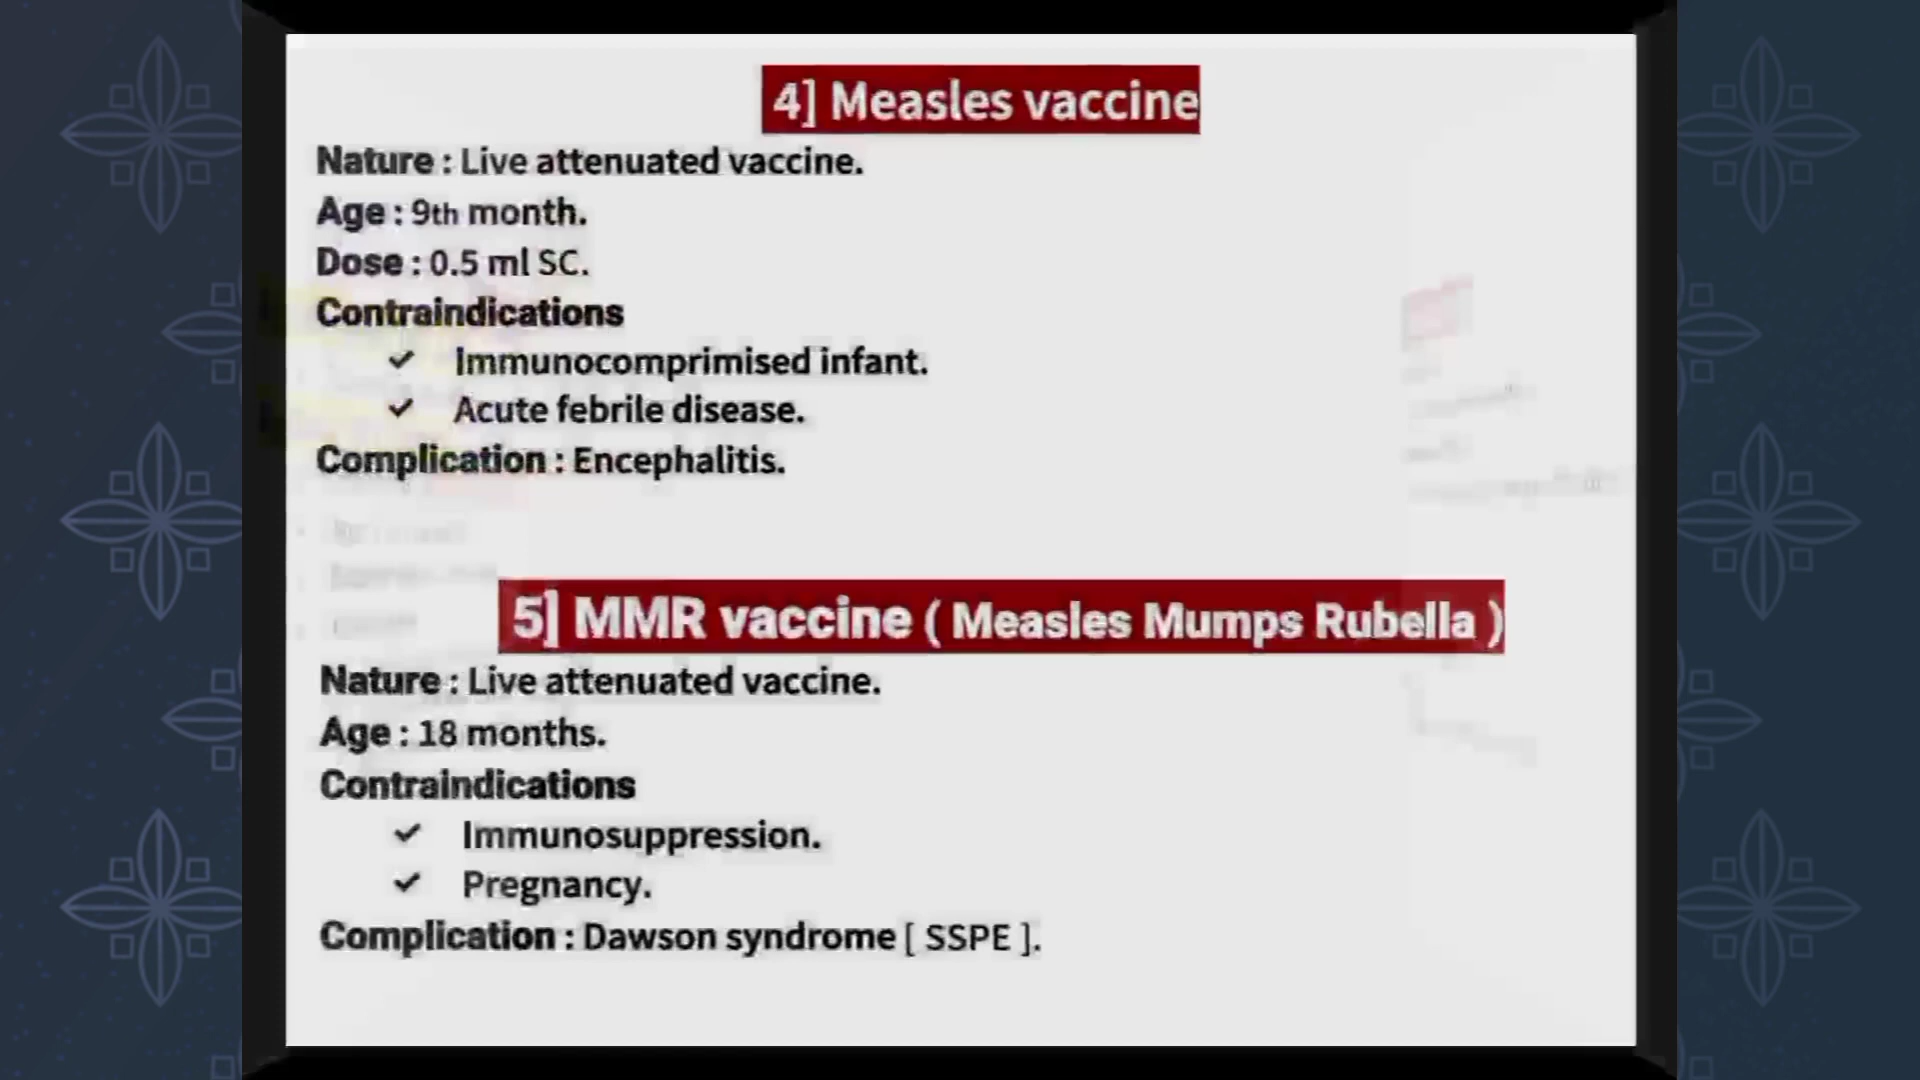 4] Measles vaccine
Nature : Live attenuated vaccine.
Age : 9th month.
Dose : 0.5 ml SC.
Contraindications
✓ Immunocomprimised infant.
✓ Acute febrile disease.
Complication : Encephalitis.
5] MMR vaccine ( Measles Mumps Rubella )
Nature : Live attenuated vaccine.
Age : 18 months.
Contraindications
✓ Immunosuppression.
✓ Pregnancy.
Complication : Dawson syndrome [ SSPE ].